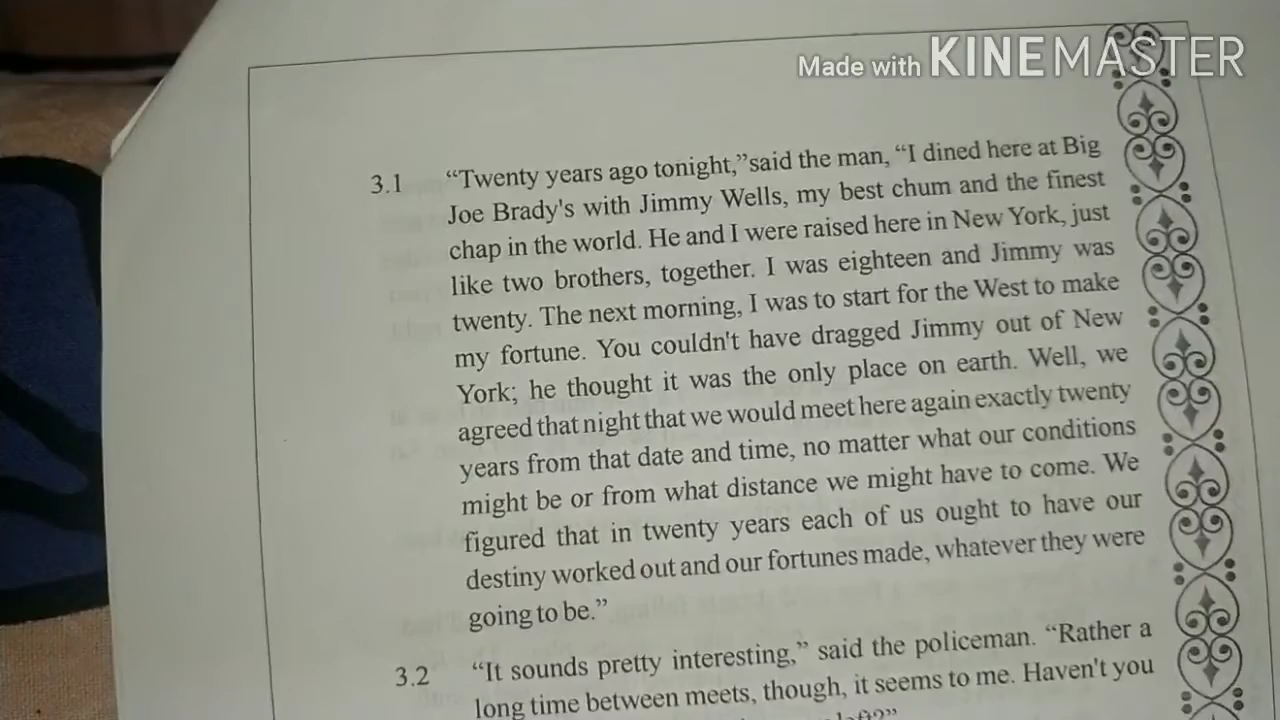 Made with KINEMASTER
3.1 “Twenty years ago tonight,”said the man, “I dined here at Big
Joe Brady's with Jimmy Wells, my best chum and the finest
chap in the world. He and I were raised here in New York, just
like two brothers, together. I was eighteen and Jimmy was
twenty. The next morning, I was to start for the West to make
my fortune. You couldn't have dragged Jimmy out of New
York; he thought it was the only place on earth. Well, we
agreed that night that we would meet here again exactly twenty
years from that date and time, no matter what our conditions
might be or from what distance we might have to come. We
figured that in twenty years each of us ought to have our
destiny worked out and our fortunes made, whatever they were
going to be.”
3.2 “It sounds pretty interesting,” said the policeman. “Rather a
long time between meets, though, it seems to me. Haven't you
left?”